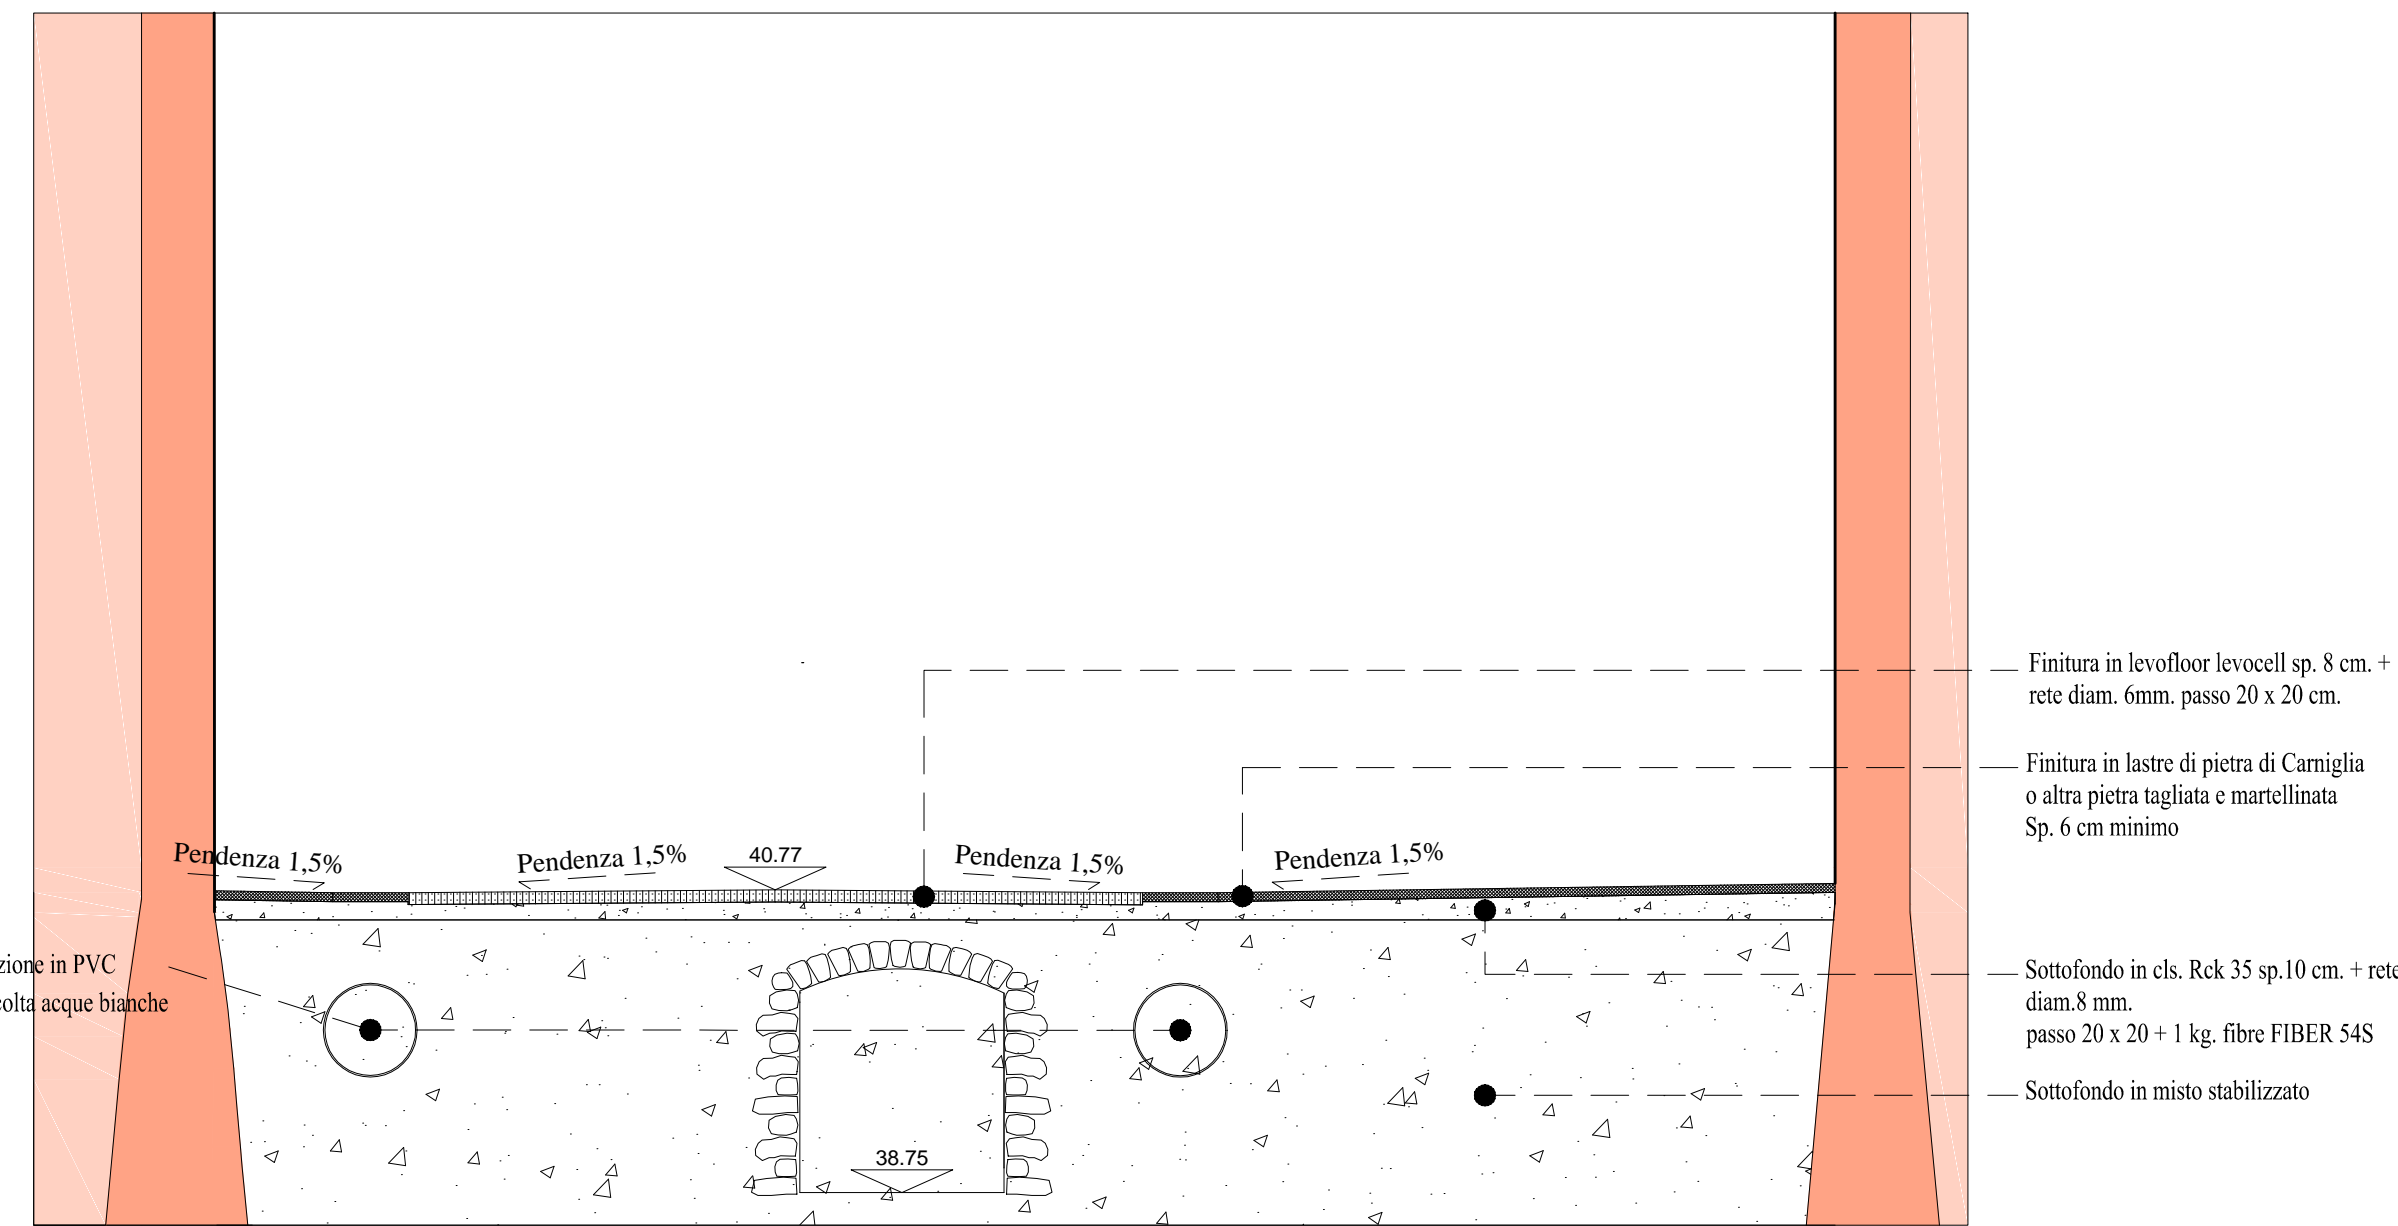 Finitura in levofloor levocell sp. 8 cm. +
rete diam. 6mm. passo 20 x 20 cm.
Finitura in lastre di pietra di Carniglia
o altra pietra tagliata e martellinata
Sp. 6 cm minimo
Pendenza 1,5%
Pendenza 1,5%
40.77
Pendenza 1,5%
Pendenza 1,5%
zione in PVC
colta acque bianche
Sottofondo in cls. Rck 35 sp.10 cm. + rete
diam.8 mm.
passo 20 x 20 + 1 kg. fibre FIBER 54S
Sottofondo in misto stabilizzato
38.75